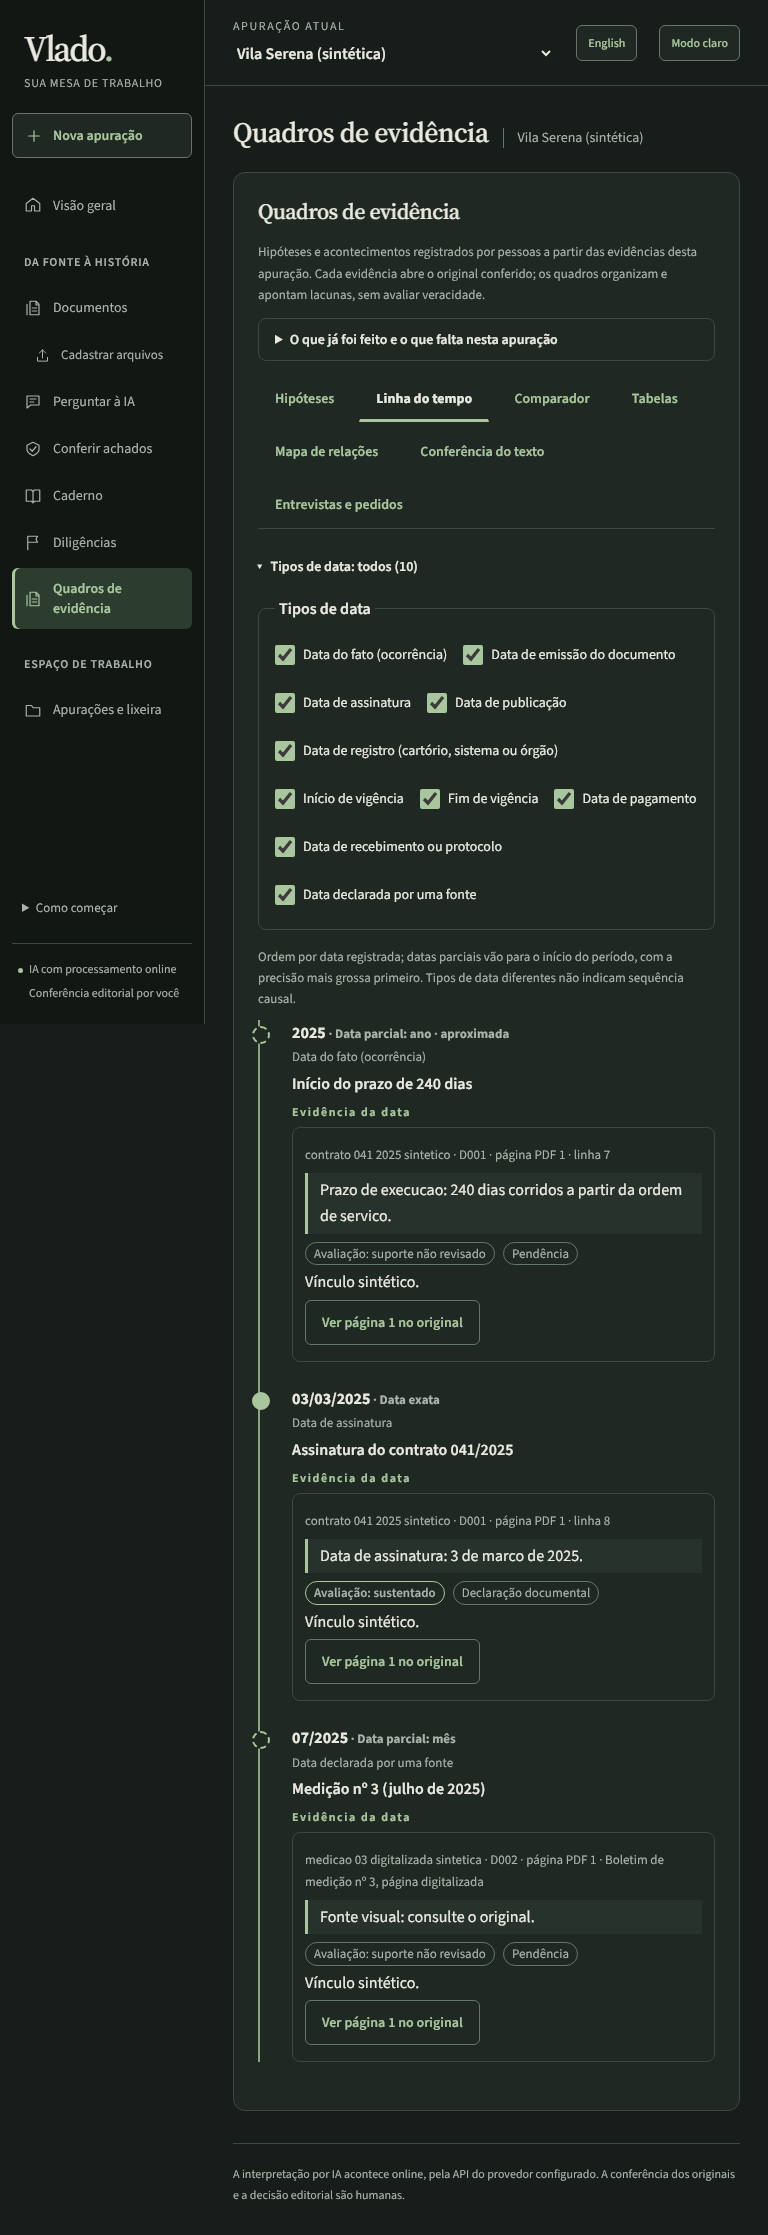 Vlado.
SUA MESA DE TRABALHO
Nova apuração
Visão geral
DA FONTE À HISTÓRIA
Documentos
Cadastrar arquivos
Perguntar à IA
Conferir achados
Caderno
Diligências
Quadros de
evidência
ESPAÇO DE TRABALHO
Apurações e lixeira
Como começar
IA com processamento online
Conferência editorial por você
APURAÇÃO ATUAL
Vila Serena (sintética)
English
Modo claro
Quadros de evidência
Vila Serena (sintética)
Quadros de evidência
Hipóteses e acontecimentos registrados por pessoas a partir das evidências desta
apuração. Cada evidência abre o original conferido; os quadros organizam e
apontam lacunas, sem avaliar veracidade.
O que já foi feito e o que falta nesta apuração
Hipóteses
Linha do tempo
Comparador
Tabelas
Mapa de relações
Conferência do texto
Entrevistas e pedidos
Tipos de data: todos (10)
Tipos de data
Data do fato (ocorrência)
Data de emissão do documento
Data de assinatura
Data de publicação
Data de registro (cartório, sistema ou órgão)
Início de vigência
Fim de vigência
Data de pagamento
Data de recebimento ou protocolo
Data declarada por uma fonte
Ordem por data registrada; datas parciais vão para o início do período, com a
precisão mais grossa primeiro. Tipos de data diferentes não indicam sequência
causal.
2025 · Data parcial: ano · aproximada
Data do fato (ocorrência)
Início do prazo de 240 dias
Evidência da data
contrato 041 2025 sintetico · D001 · página PDF 1 · linha 7
Prazo de execucao: 240 dias corridos a partir da ordem
de servico.
Avaliação: suporte não revisado
Pendência
Vínculo sintético.
Ver página 1 no original
03/03/2025 · Data exata
Data de assinatura
Assinatura do contrato 041/2025
Evidência da data
contrato 041 2025 sintetico · D001 · página PDF 1 · linha 8
Data de assinatura: 3 de marco de 2025.
Avaliação: sustentado
Declaração documental
Vínculo sintético.
Ver página 1 no original
07/2025 · Data parcial: mês
Data declarada por uma fonte
Medição nº 3 (julho de 2025)
Evidência da data
medicao 03 digitalizada sintetica · D002 · página PDF 1 · Boletim de
medição nº 3, página digitalizada
Fonte visual: consulte o original.
Avaliação: suporte não revisado
Pendência
Vínculo sintético.
Ver página 1 no original
A interpretação por IA acontece online, pela API do provedor configurado. A conferência dos originais
e a decisão editorial são humanas.